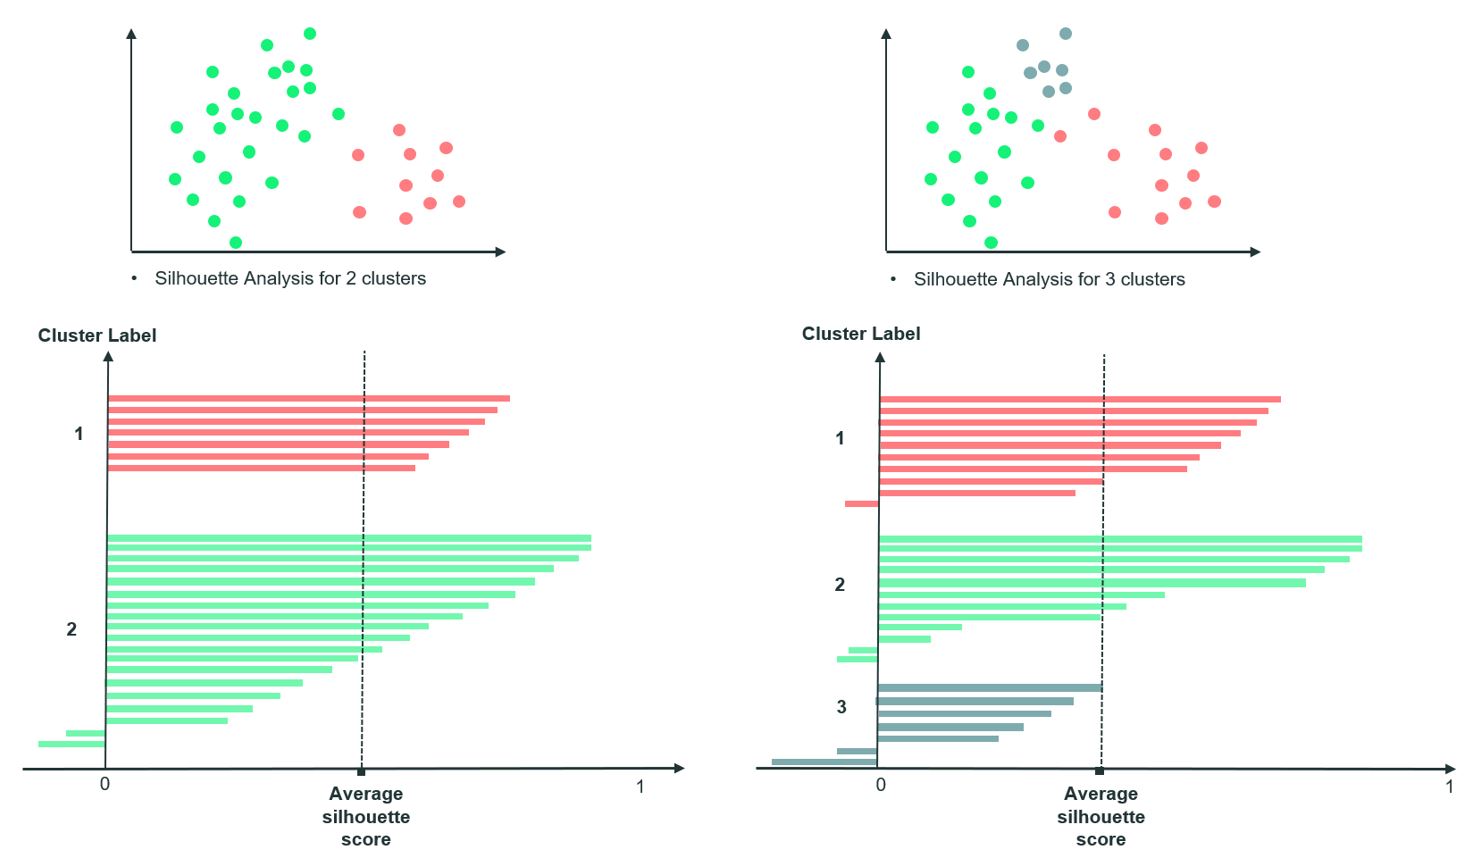 • Silhouette Analysis for 2 clusters
• Silhouette Analysis for 3 clusters
Cluster Label
1
2
0
Average
silhouette
score
1
Cluster Label
1
2
3
0
Average
silhouette
score
1